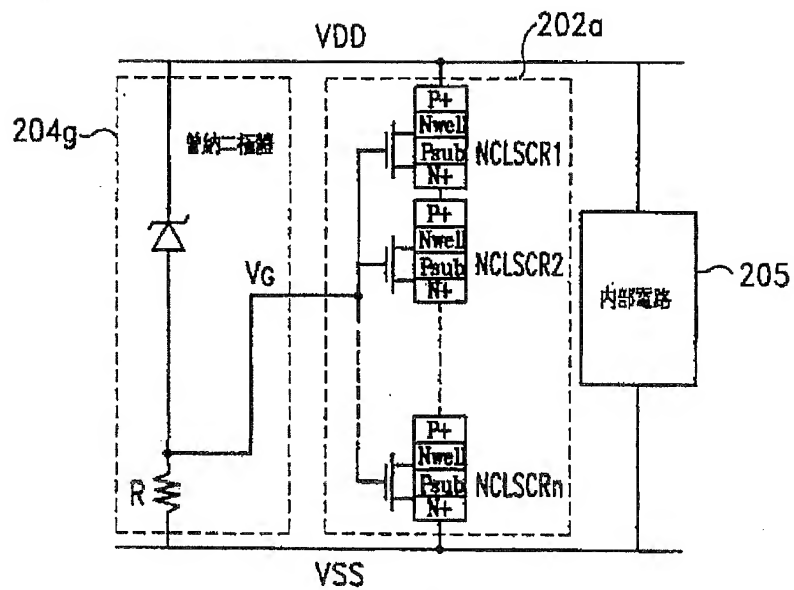 202a
VDD
204g
曾納二極體
P+
Nwell
Psub
N+
NCLSCR1
P+
Nwell
Psub
N+
NCLSCR2
VG
205
內部電路
P+
Nwell
Psub
N+
NCLSCRn
R
VSS